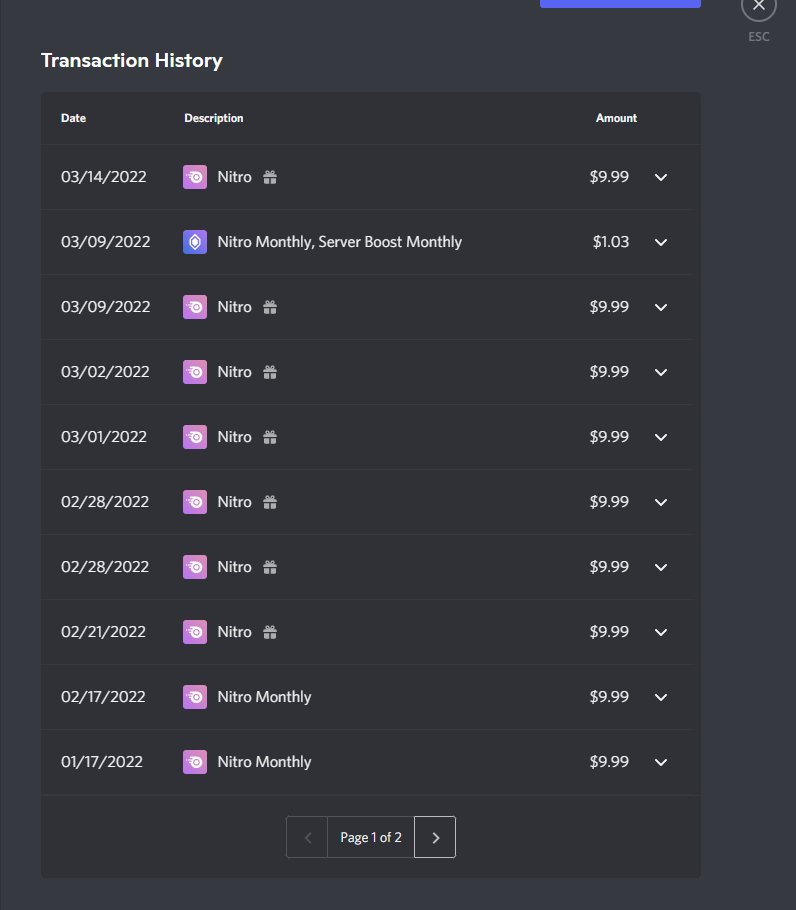 ESC
Transaction History
Date Description Amount
03/14/2022 Nitro $9.99
03/09/2022 Nitro Monthly, Server Boost Monthly $1.03
03/09/2022 Nitro $9.99
03/02/2022 Nitro $9.99
03/01/2022 Nitro $9.99
02/28/2022 Nitro $9.99
02/28/2022 Nitro $9.99
02/21/2022 Nitro $9.99
02/17/2022 Nitro Monthly $9.99
01/17/2022 Nitro Monthly $9.99
Page 1 of 2